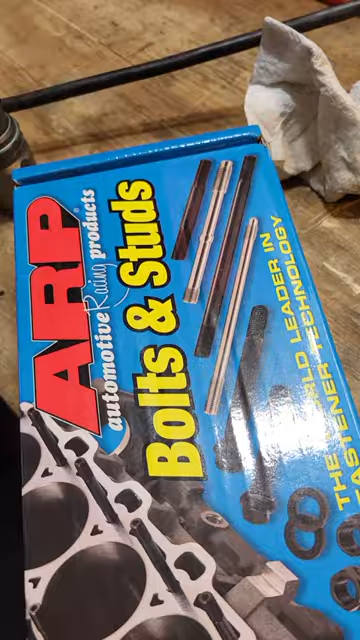 ARP®
automotive Racing products
Bolts & Studs
THE WORLD LEADER IN
FASTENER TECHNOLOGY